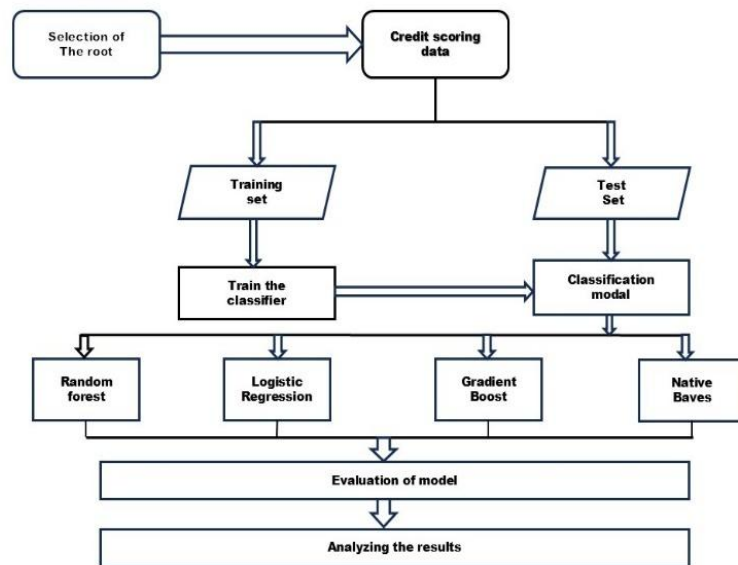 Selection of
The root
Credit scoring
data
Training
set
Test
Set
Train the
classifier
Classification
modal
Random
forest
Logistic
Regression
Gradient
Boost
Native
Baves
Evaluation of model
Analyzing the results